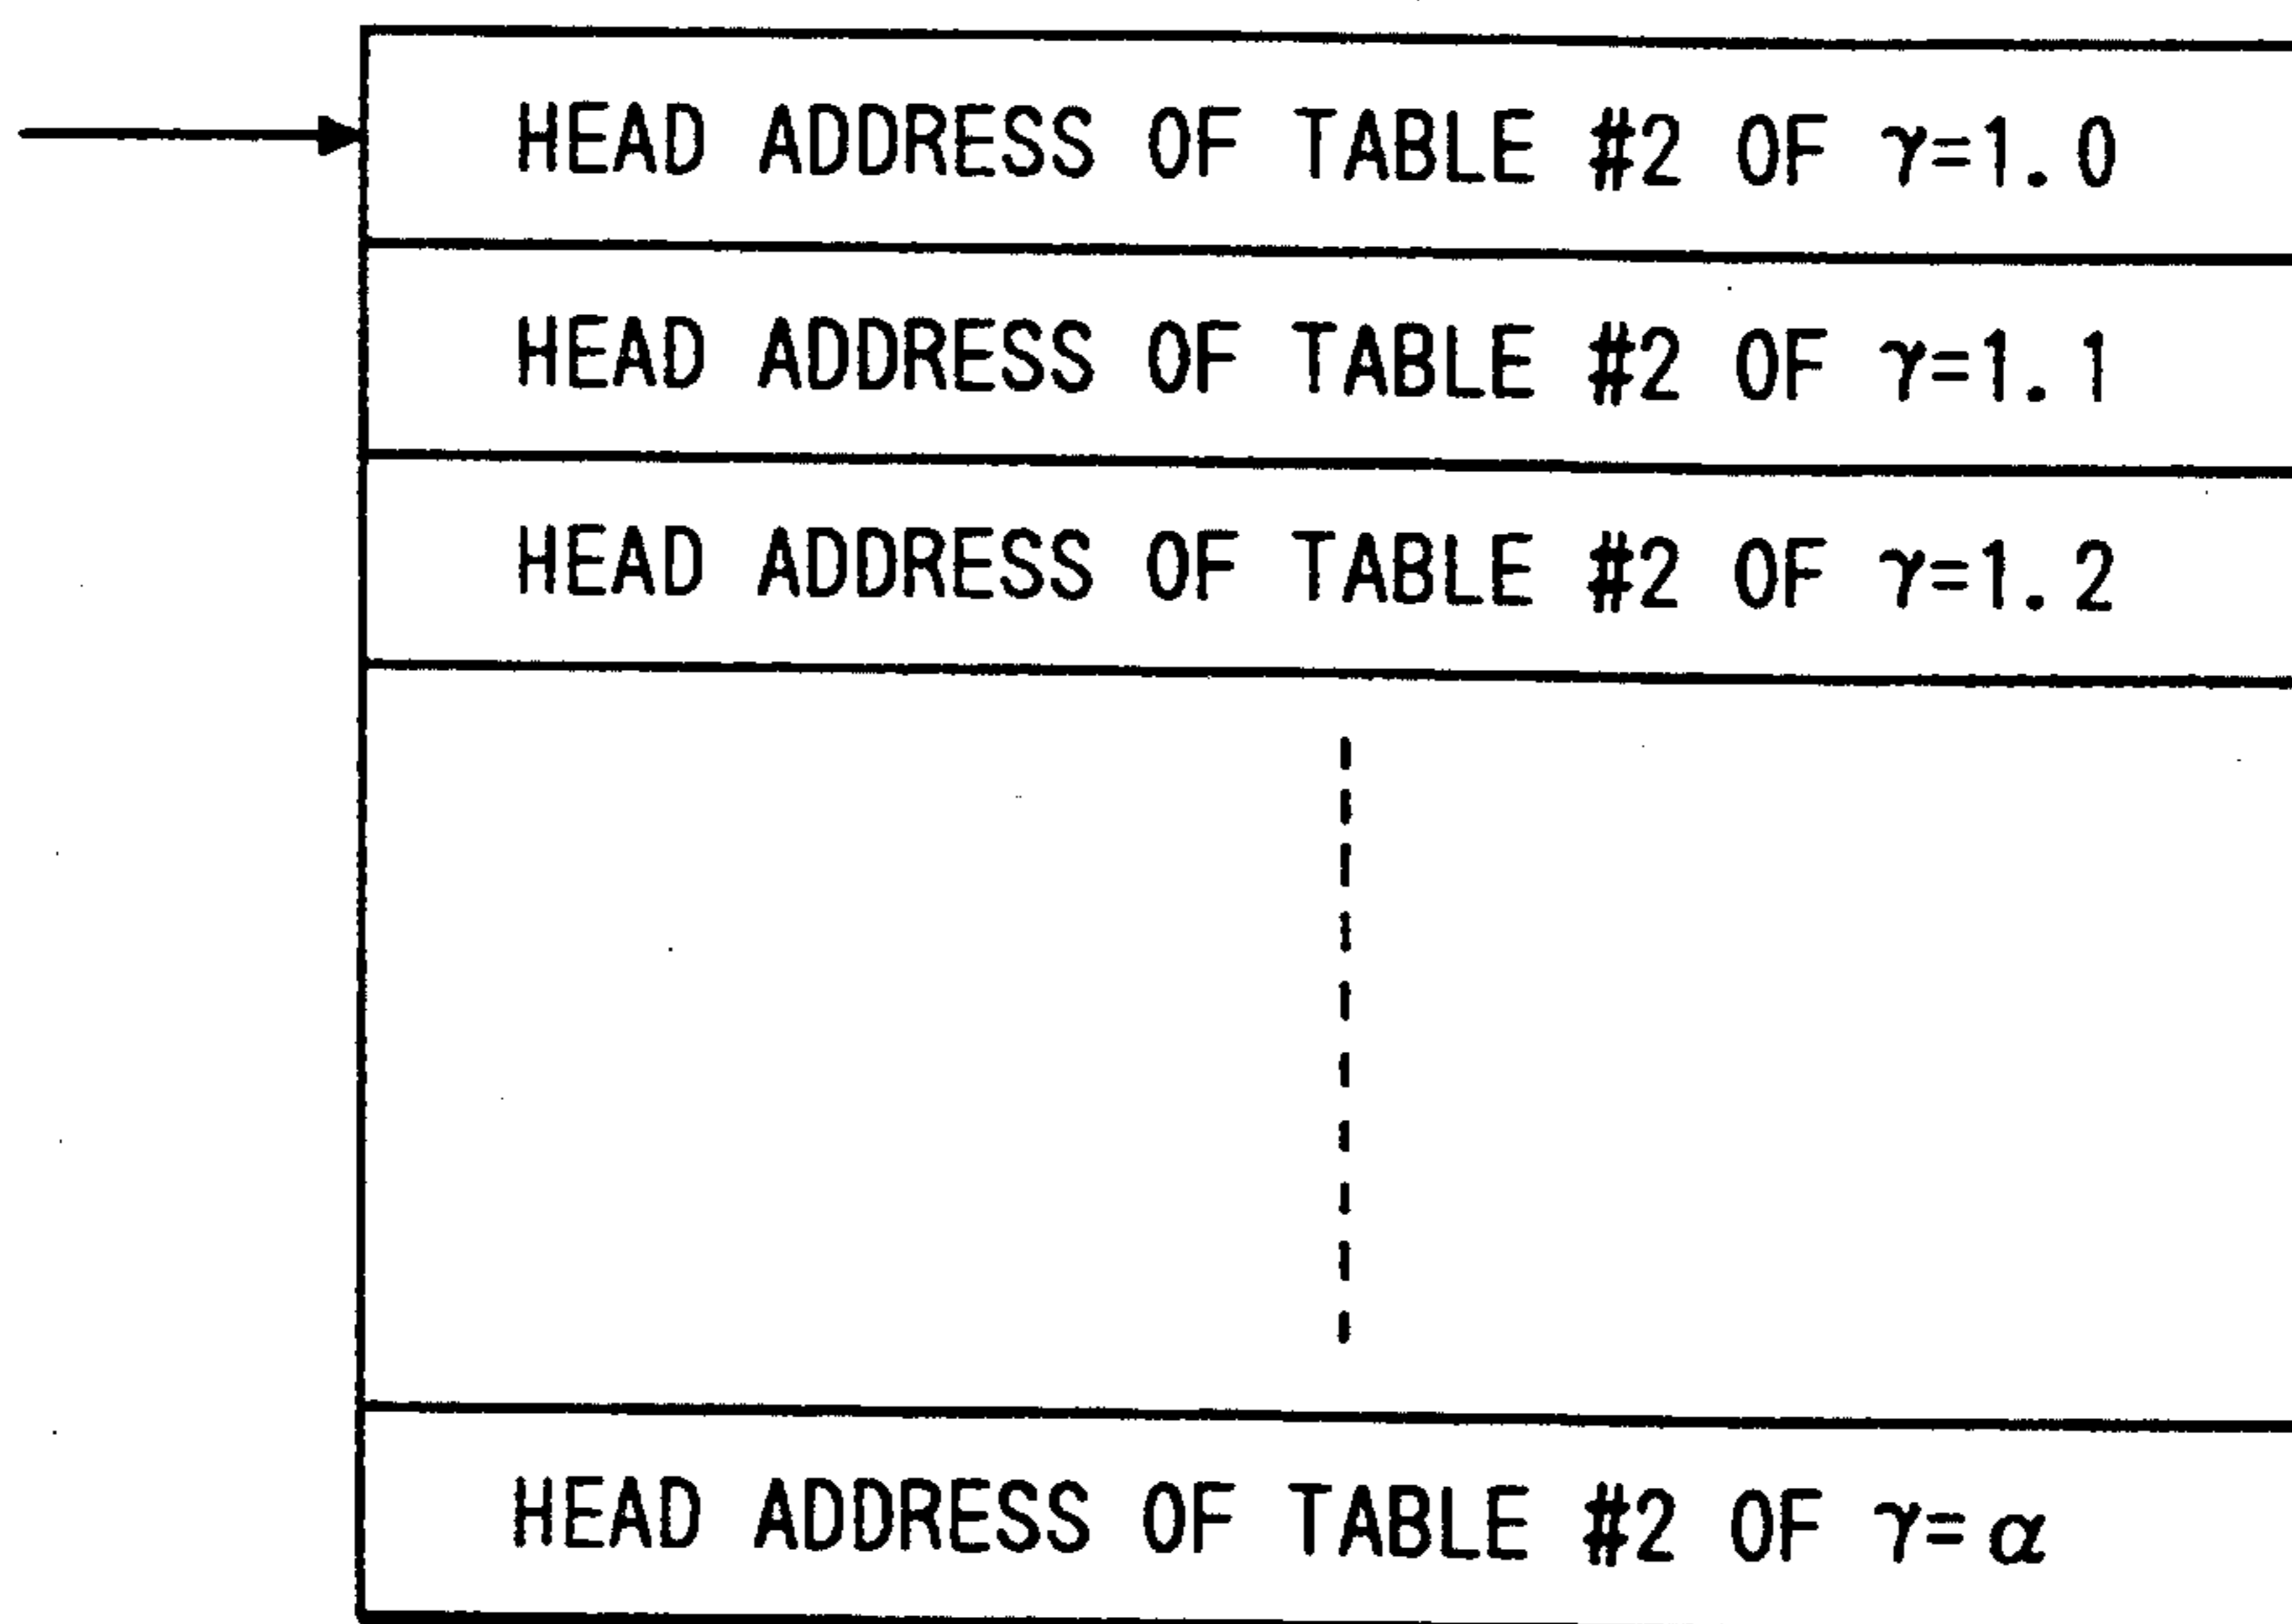 HEAD ADDRESS OF TABLE #2 OF γ=1.0
HEAD ADDRESS OF TABLE #2 OF γ=1.1
HEAD ADDRESS OF TABLE #2 OF γ=1.2
HEAD ADDRESS OF TABLE #2 OF γ=α